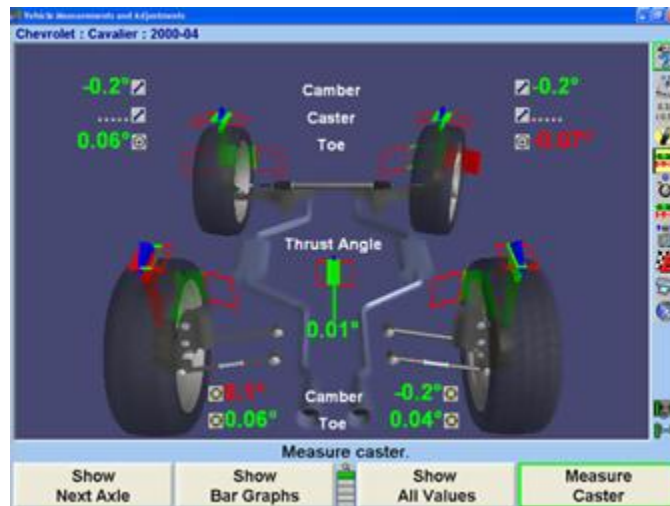 Vehicle Measurements and Adjustments
Chevrolet : Cavalier : 2000-04
-0.2° Camber -0.2°
..... Caster .....
0.06° Toe -0.07°
Thrust Angle
0.01°
Camber -0.2°
0.06° Toe 0.04°
Measure caster.
Show Next Axle
Show Bar Graphs
Show All Values
Measure Caster